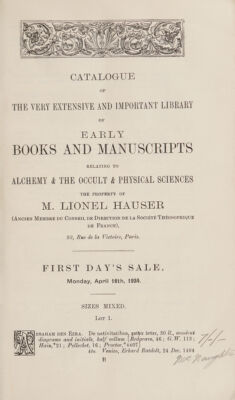 CATALOGUE
OF
THE VERY EXTENSIVE AND IMPORTANT LIBRARY
OF
EARLY
BOOKS AND MANUSCRIPTS
RELATING TO
ALCHEMY & THE OCCULT & PHYSICAL SCIENCES
THE PROPERTY OF
M. LIONEL HAUSER
(ANCIEN MEMBRE DU CONSEIL DE DIRECTION DE LA SOCIÉTÉ THÉOSOPHIQUE
DE FRANCE),
Rue de la Victoire, Paris.
FIRST DAY'S SALE.
Monday, April 16th, 1934.
SIZES MIXED.
LOT 1.
ABRAHAM BEN EZRA. De nativitatibus, gothic letter, 30 ll., woodcut
diagrams and initials, half vellum [Redgrave, 46; G.W. 113;
Hain, *21; Pellechet, 16; Proctor, 4407]
4to. Venice, Erhard Ratdolt, 24 Dec. 1484
B
7/-/-